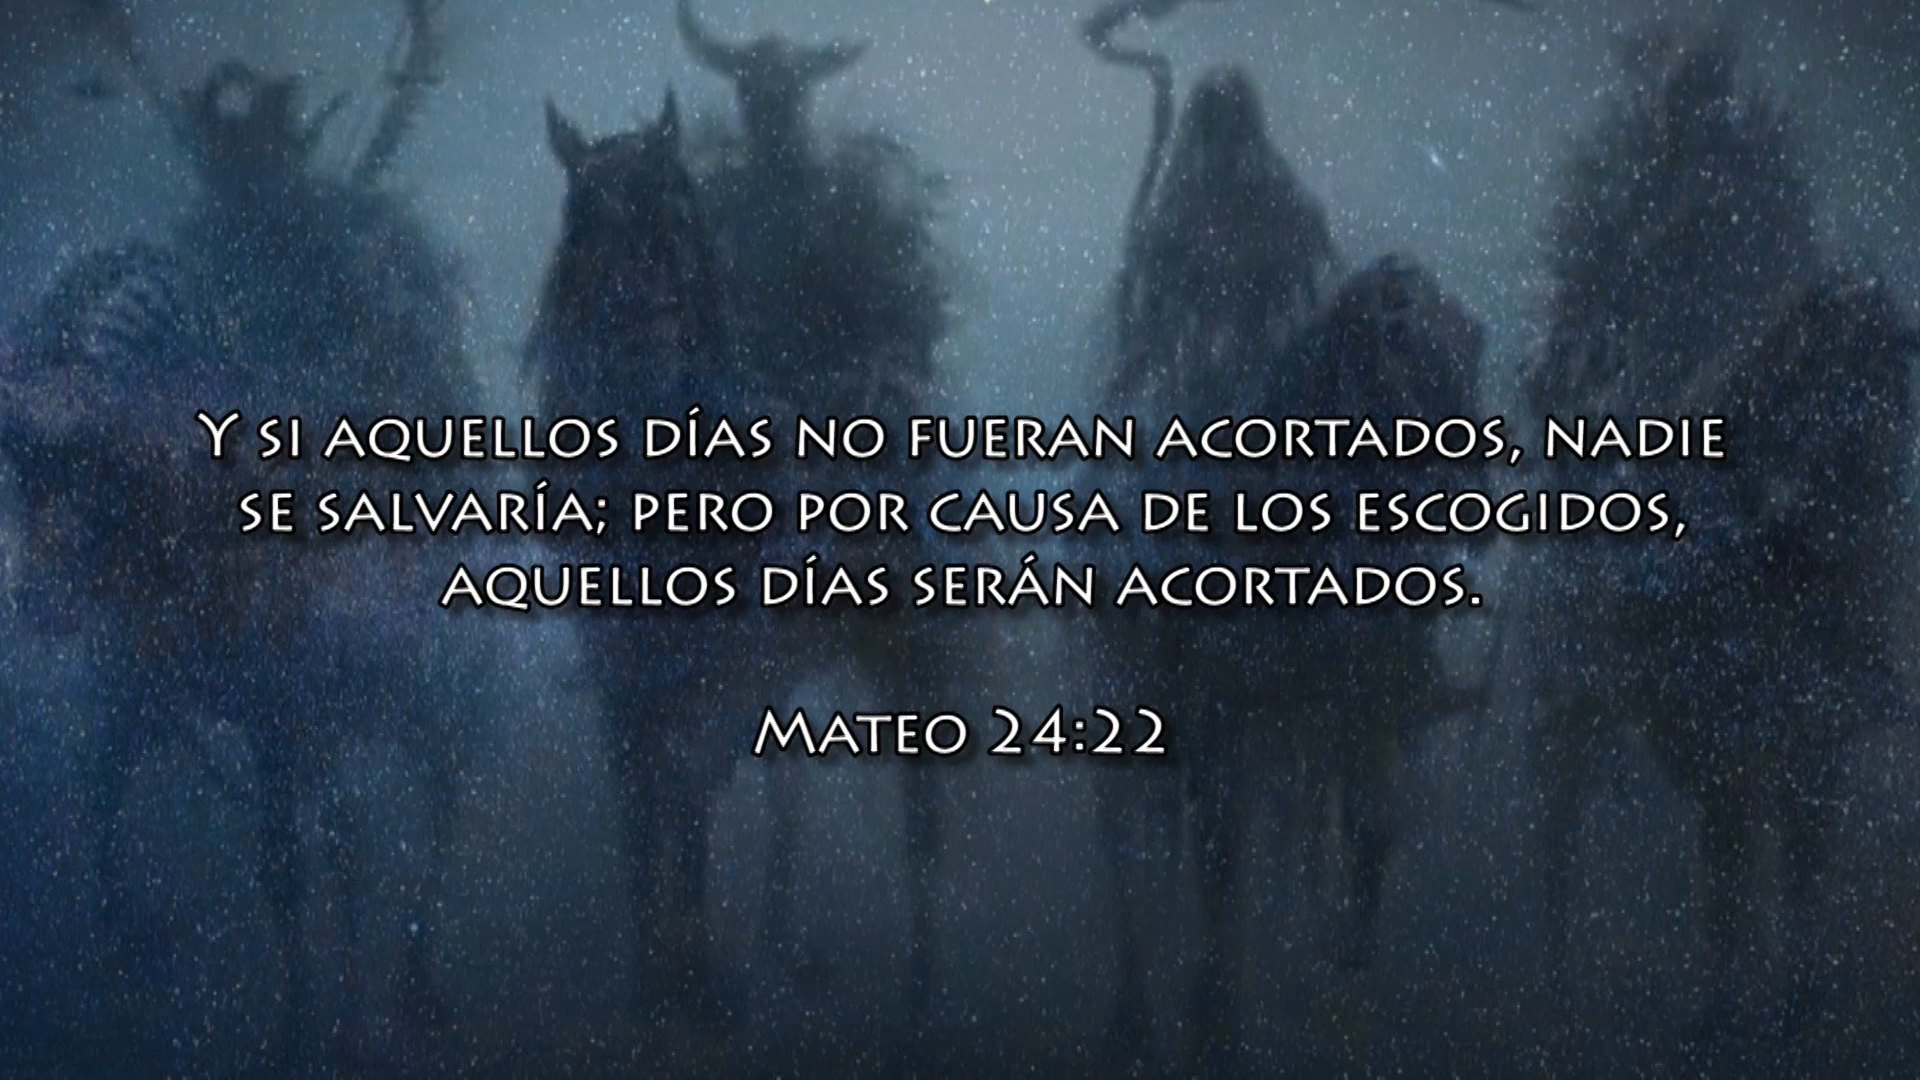 Y si aquellos días no fueran acortados, nadie
se salvaría; pero por causa de los escogidos,
aquellos días serán acortados.
Mateo 24:22